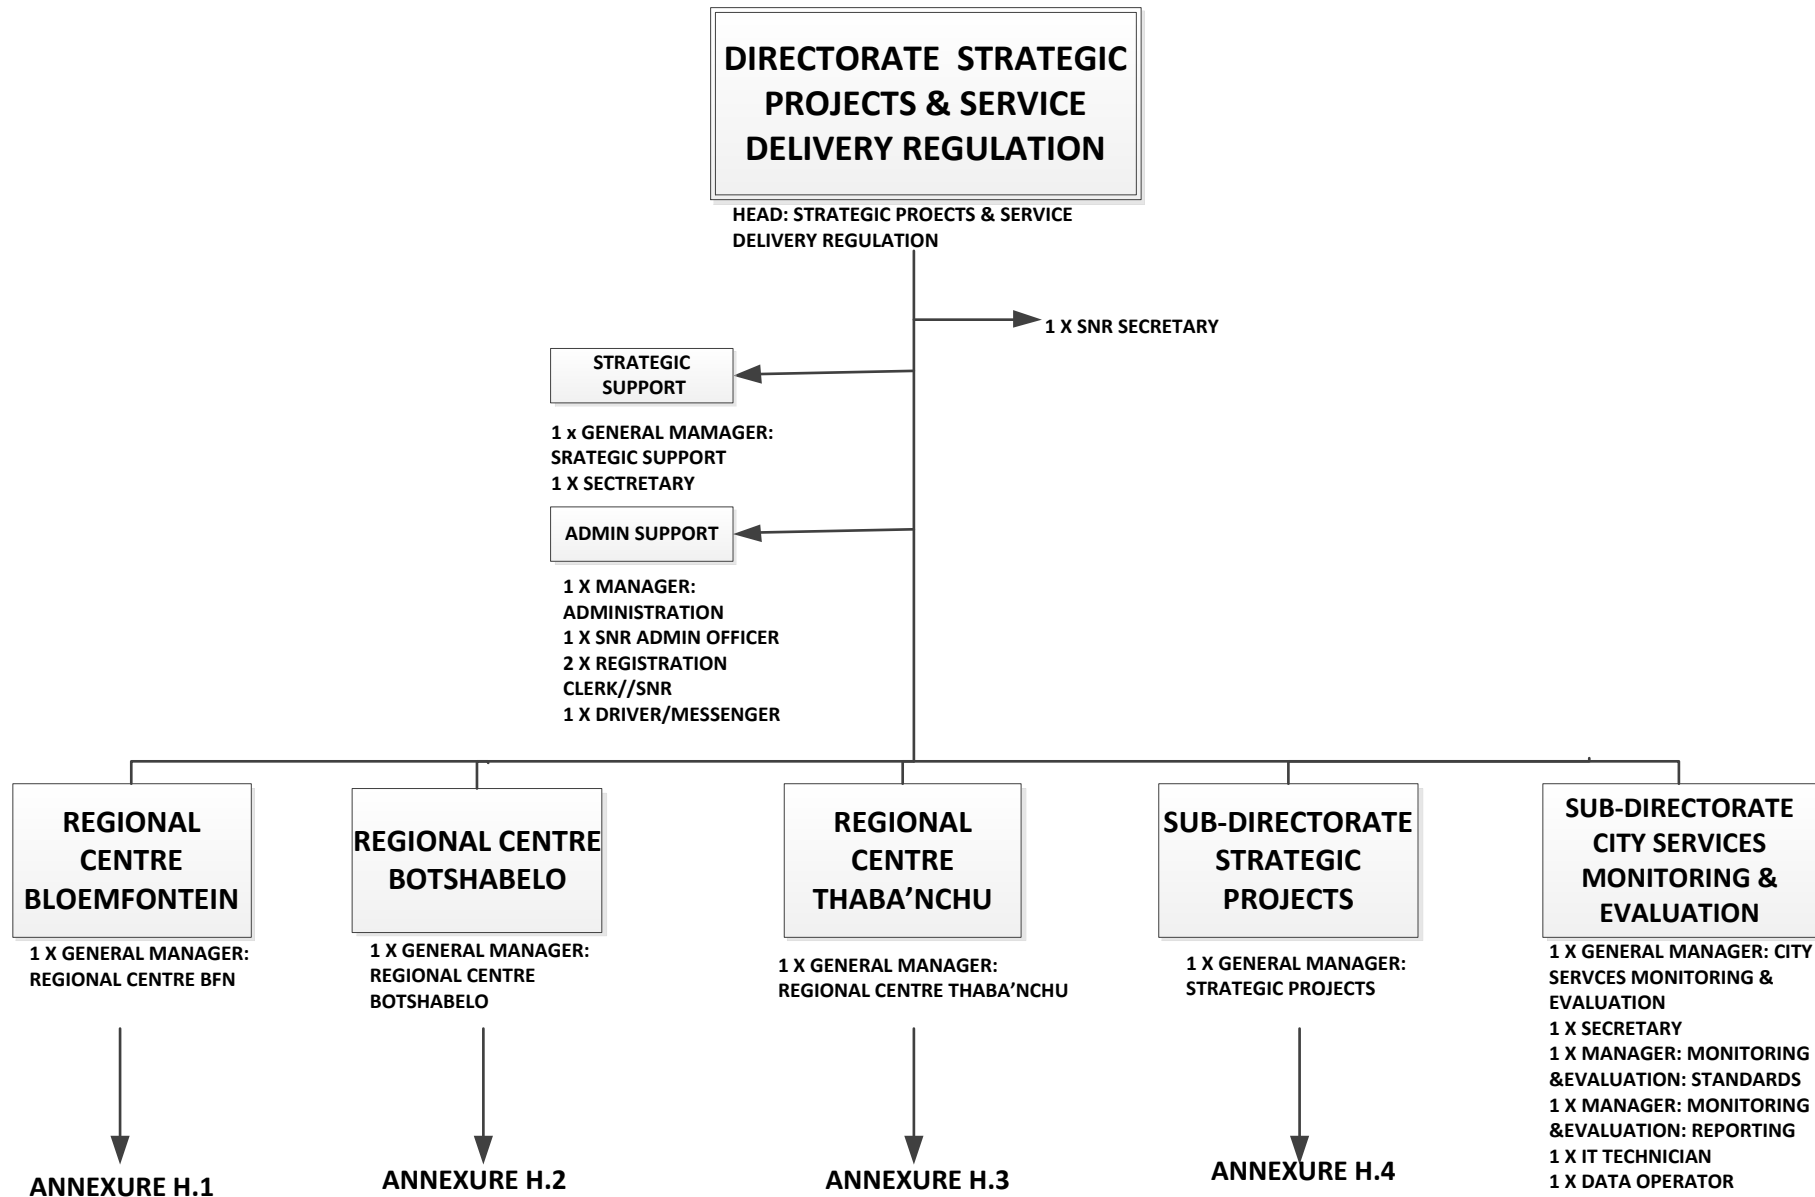 DIRECTORATE STRATEGIC
PROJECTS & SERVICE
DELIVERY REGULATION
HEAD: STRATEGIC PROECTS & SERVICE
DELIVERY REGULATION
1 X SNR SECRETARY
STRATEGIC
SUPPORT
1 x GENERAL MAMAGER:
SRATEGIC SUPPORT
1 X SECTRETARY
ADMIN SUPPORT
1 X MANAGER:
ADMINISTRATION
1 X SNR ADMIN OFFICER
2 X REGISTRATION
CLERK//SNR
1 X DRIVER/MESSENGER
REGIONAL
CENTRE
BLOEMFONTEIN
1 X GENERAL MANAGER:
REGIONAL CENTRE BFN
ANNEXURE H.1
REGIONAL CENTRE
BOTSHABELO
1 X GENERAL MANAGER:
REGIONAL CENTRE
BOTSHABELO
ANNEXURE H.2
REGIONAL
CENTRE
THABA’NCHU
1 X GENERAL MANAGER:
REGIONAL CENTRE THABA’NCHU
ANNEXURE H.3
SUB-DIRECTORATE
STRATEGIC
PROJECTS
1 X GENERAL MANAGER:
STRATEGIC PROJECTS
ANNEXURE H.4
SUB-DIRECTORATE
CITY SERVICES
MONITORING &
EVALUATION
1 X GENERAL MANAGER: CITY
SERVCES MONITORING &
EVALUATION
1 X SECRETARY
1 X MANAGER: MONITORING
&EVALUATION: STANDARDS
1 X MANAGER: MONITORING
&EVALUATION: REPORTING
1 X IT TECHNICIAN
1 X DATA OPERATOR